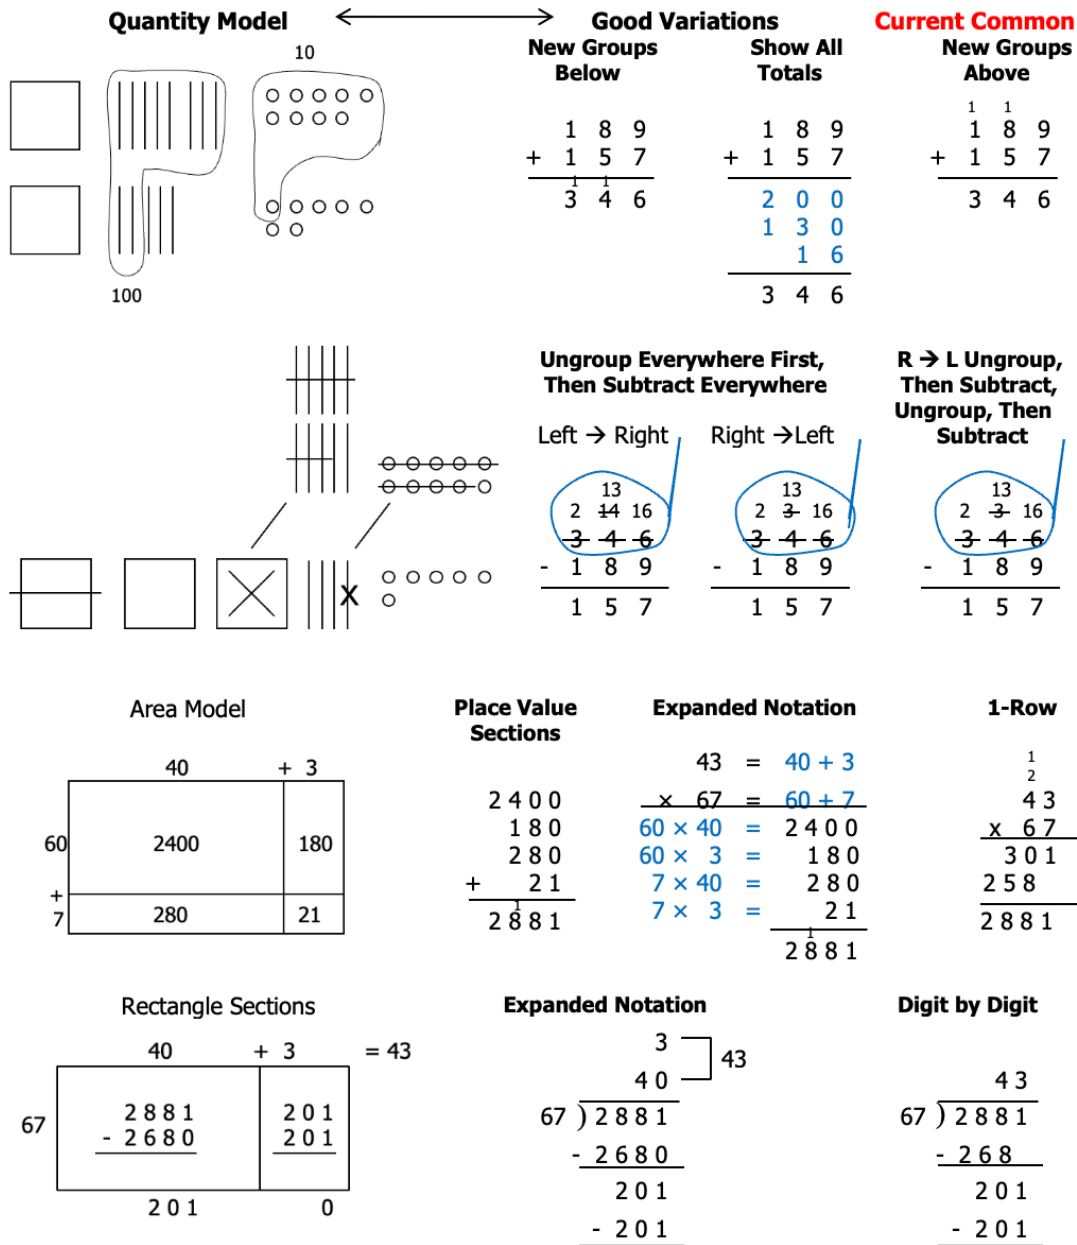 Quantity Model
Good Variations
Current Common
New Groups Below
Show All Totals
New Groups Above
10
100
1 8 9
+ 1 5 7
1 1
3 4 6
1 8 9
+ 1 5 7
2 0 0
1 3 0
1 6
3 4 6
1 1
1 8 9
+ 1 5 7
3 4 6
Ungroup Everywhere First,
Then Subtract Everywhere
R → L Ungroup,
Then Subtract,
Ungroup, Then
Subtract
Left → Right
Right →Left
X
13
2 14 16
3 4 6
- 1 8 9
1 5 7
13
2 3 16
3 4 6
- 1 8 9
1 5 7
13
2 3 16
3 4 6
- 1 8 9
1 5 7
Area Model
40 + 3
60 2400 180
+
7 280 21
Place Value
Sections
2 4 0 0
1 8 0
2 8 0
+ 2 1
1
2 8 8 1
Expanded Notation
43 = 40 + 3
× 67 = 60 + 7
60 × 40 = 2 4 0 0
60 × 3 = 1 8 0
7 × 40 = 2 8 0
7 × 3 = 2 1
1
2 8 8 1
1-Row
1
2
4 3
x 6 7
3 0 1
2 5 8
2 8 8 1
Rectangle Sections
40 + 3 = 43
67
2 8 8 1
- 2 6 8 0
2 0 1
2 0 1
2 0 1
0
Expanded Notation
3
4 0
43
67 ) 2 8 8 1
- 2 6 8 0
2 0 1
- 2 0 1
Digit by Digit
4 3
67 ) 2 8 8 1
- 2 6 8
2 0 1
- 2 0 1